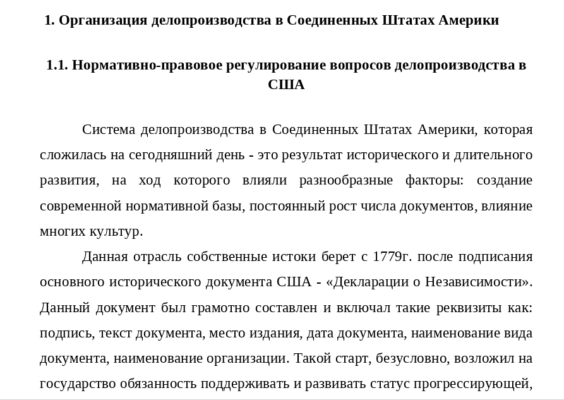 1. Организация делопроизводства в Соединенных Штатах Америки
1.1. Нормативно-правовое регулирование вопросов делопроизводства в
США
Система делопроизводства в Соединенных Штатах Америки, которая
сложилась на сегодняшний день - это результат исторического и длительного
развития, на ход которого влияли разнообразные факторы: создание
современной нормативной базы, постоянный рост числа документов, влияние
многих культур.
Данная отрасль собственные истоки берет с 1779г. после подписания
основного исторического документа США - «Декларации о Независимости».
Данный документ был грамотно составлен и включал такие реквизиты как:
подпись, текст документа, место издания, дата документа, наименование вида
документа, наименование организации. Такой старт, безусловно, возложил на
государство обязанность поддерживать и развивать статус прогрессирующей,